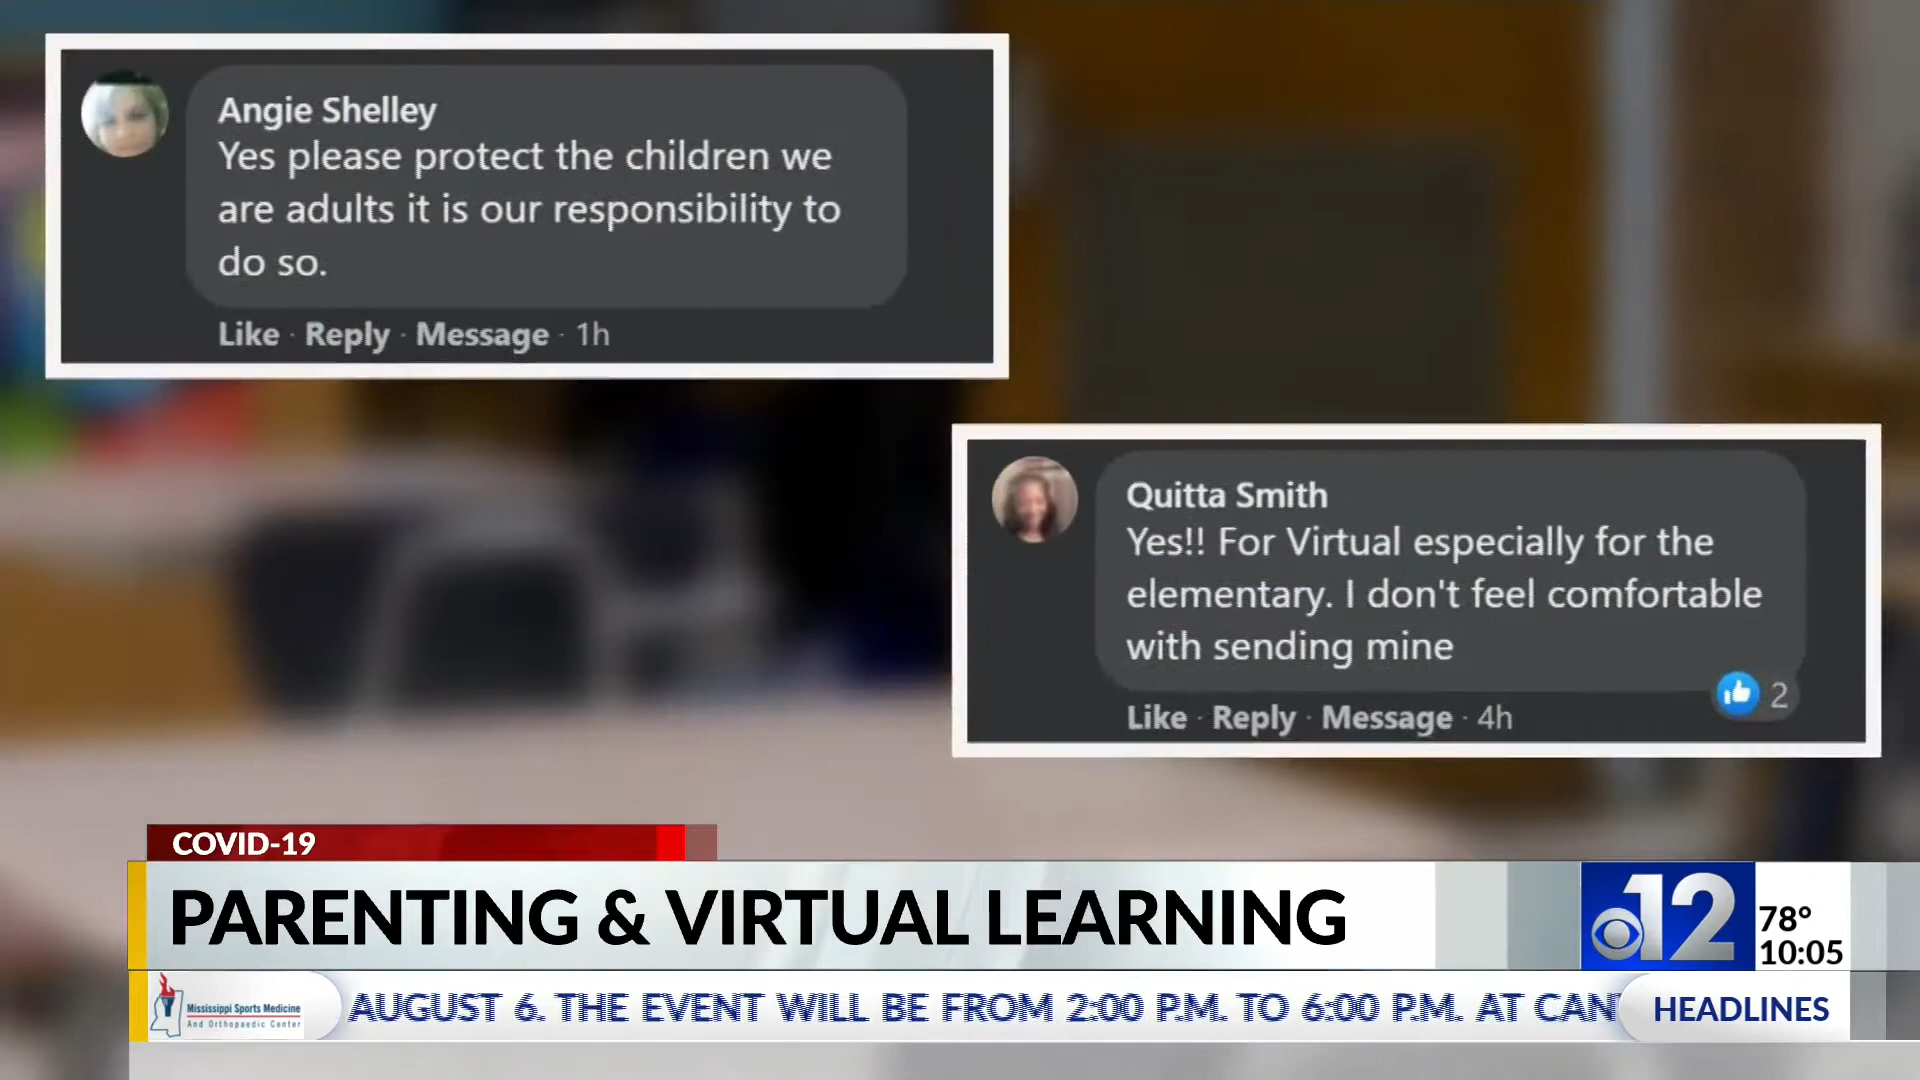 Angie Shelley
Yes please protect the children we
are adults it is our responsibility to
do so.
Like · Reply · Message · 1h
Quitta Smith
Yes!! For Virtual especially for the
elementary. I don't feel comfortable
with sending mine
2
Like · Reply · Message · 4h
COVID-19
PARENTING & VIRTUAL LEARNING
12
78°
10:05
Mississippi Sports Medicine
And Orthopaedic Center
AUGUST 6. THE EVENT WILL BE FROM 2:00 P.M. TO 6:00 P.M. AT CAN
HEADLINES